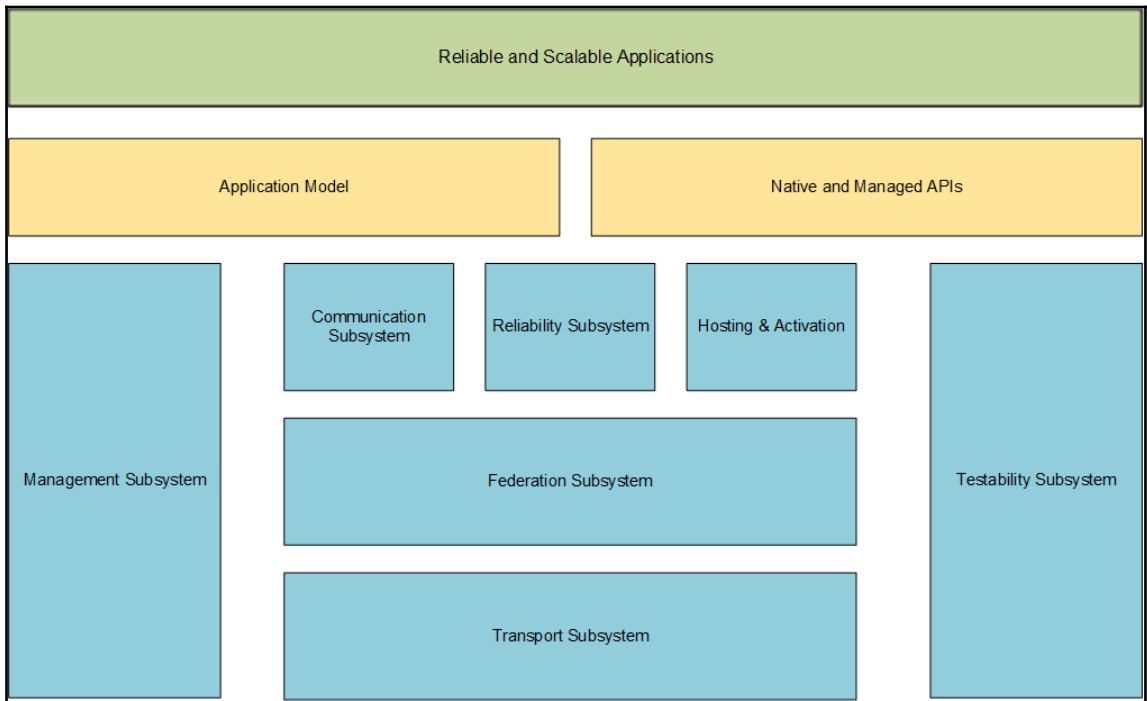 Reliable and Scalable Applications
Application Model
Native and Managed APIs
Communication
Subsystem
Reliability Subsystem
Hosting & Activation
Management Subsystem
Federation Subsystem
Testability Subsystem
Transport Subsystem